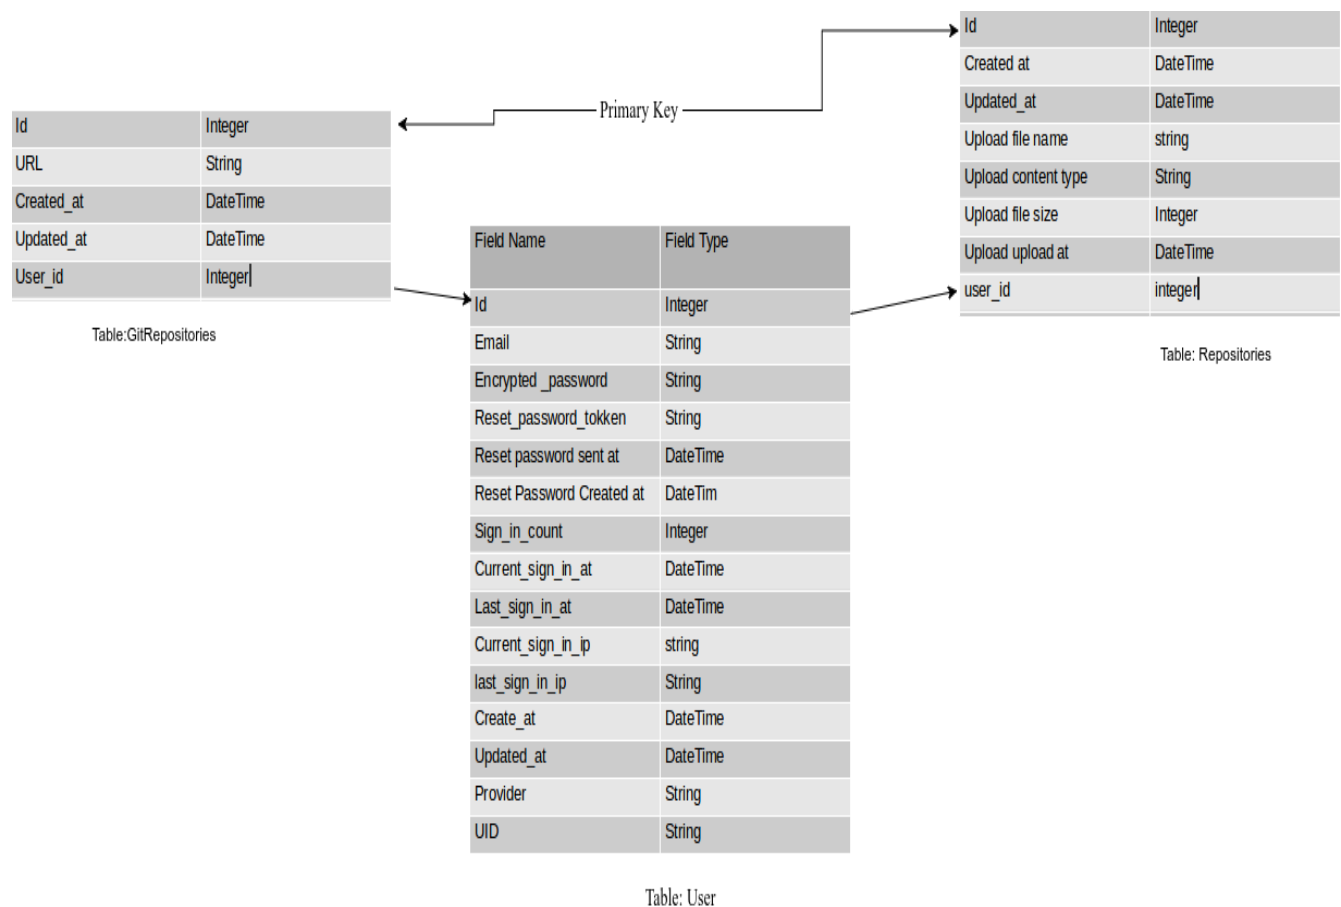 Primary Key
Id Integer
URL String
Created_at DateTime
Updated_at DateTime
User_id Integer
Table:GitRepositories
Field Name Field Type
Id Integer
Email String
Encrypted _password String
Reset_password_tokken String
Reset password sent at DateTime
Reset Password Created at DateTim
Sign_in_count Integer
Current_sign_in_at DateTime
Last_sign_in_at DateTime
Current_sign_in_ip string
last_sign_in_ip String
Create_at DateTime
Updated_at DateTime
Provider String
UID String
Table: User
Id Integer
Created at DateTime
Updated_at DateTime
Upload file name string
Upload content type String
Upload file size Integer
Upload upload at DateTime
user_id integer
Table: Repositories